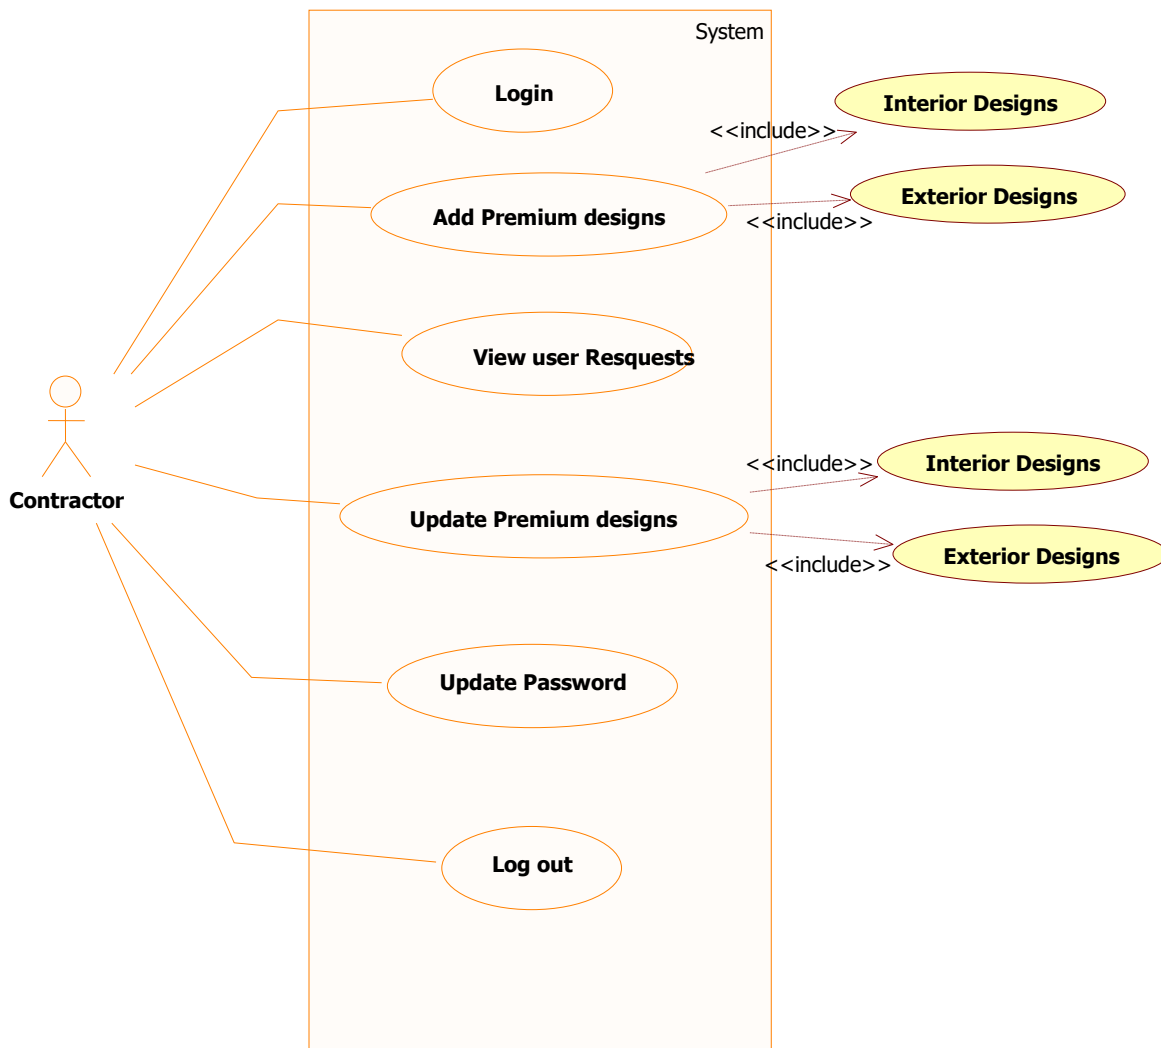 System
Login
Interior Designs
<<include>>
Exterior Designs
Add Premium designs
<<include>>
View user Resquests
Interior Designs
<<include>>
Contractor
Update Premium designs
Exterior Designs
<<include>>
Update Password
Log out